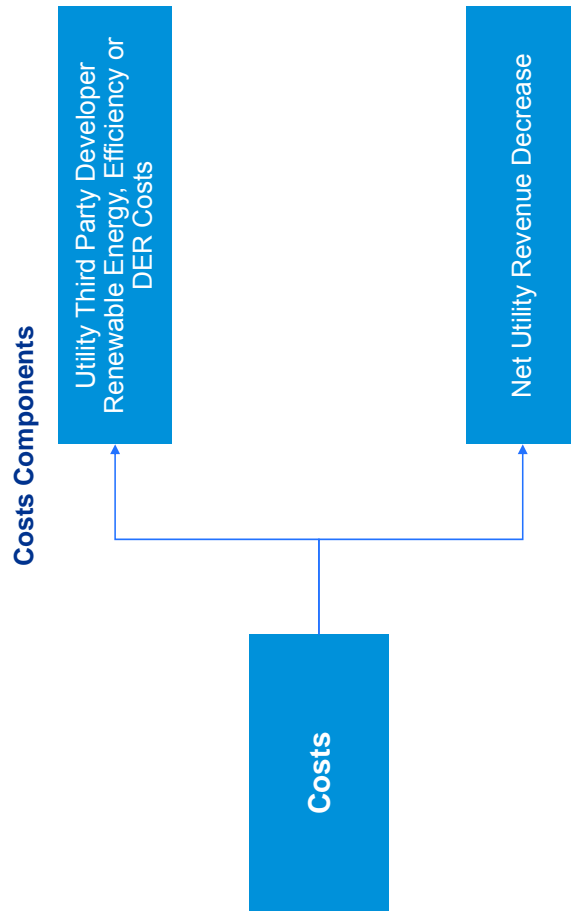 Costs Components
Utility Third Party Developer
Renewable Energy, Efficiency or
DER Costs
Costs
Net Utility Revenue Decrease